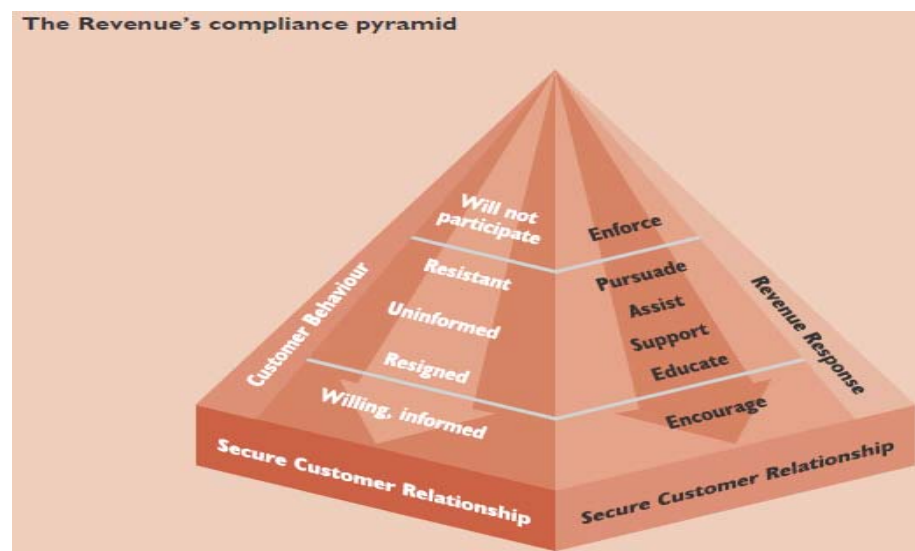 The Revenue's compliance pyramid
Will not
participate
Resistant
Uninformed
Resigned
Willing, informed
Customer Behaviour
Secure Customer Relationship
Enforce
Pursuade
Assist
Support
Educate
Encourage
Revenue Response
Secure Customer Relationship